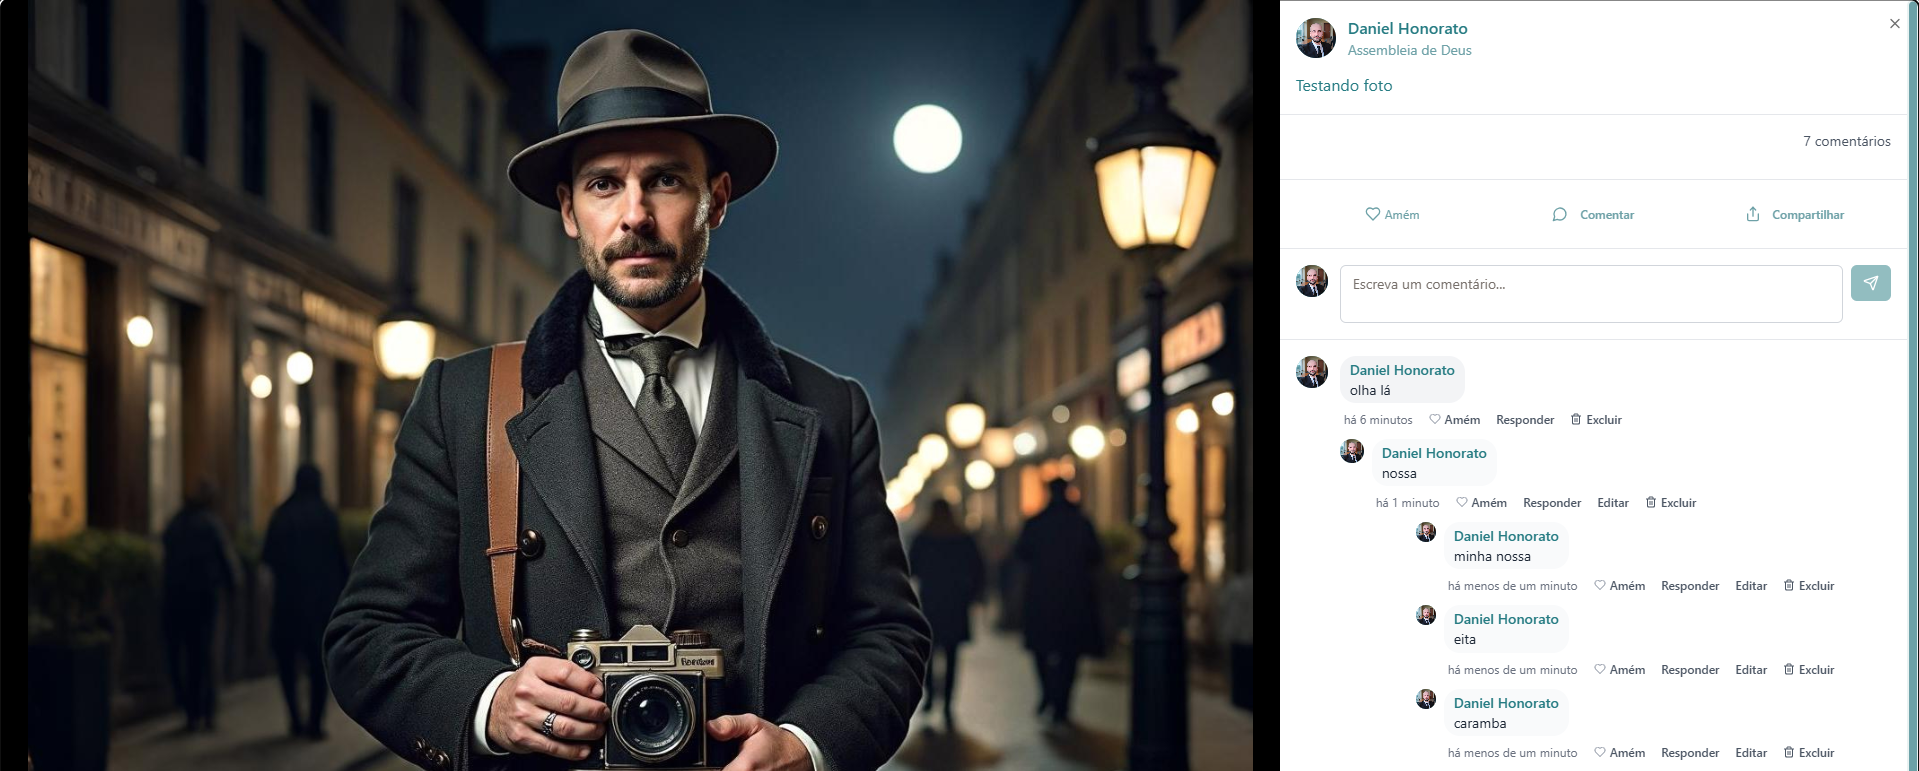 Daniel Honorato
Assembleia de Deus
Testando foto
7 comentários
Amém Comentar Compartilhar
Escreva um comentário...
Daniel Honorato
olha lá
há 6 minutos Amém Responder Excluir
Daniel Honorato
nossa
há 1 minuto Amém Responder Editar Excluir
Daniel Honorato
minha nossa
há menos de um minuto Amém Responder Editar Excluir
Daniel Honorato
eita
há menos de um minuto Amém Responder Editar Excluir
Daniel Honorato
caramba
há menos de um minuto Amém Responder Editar Excluir